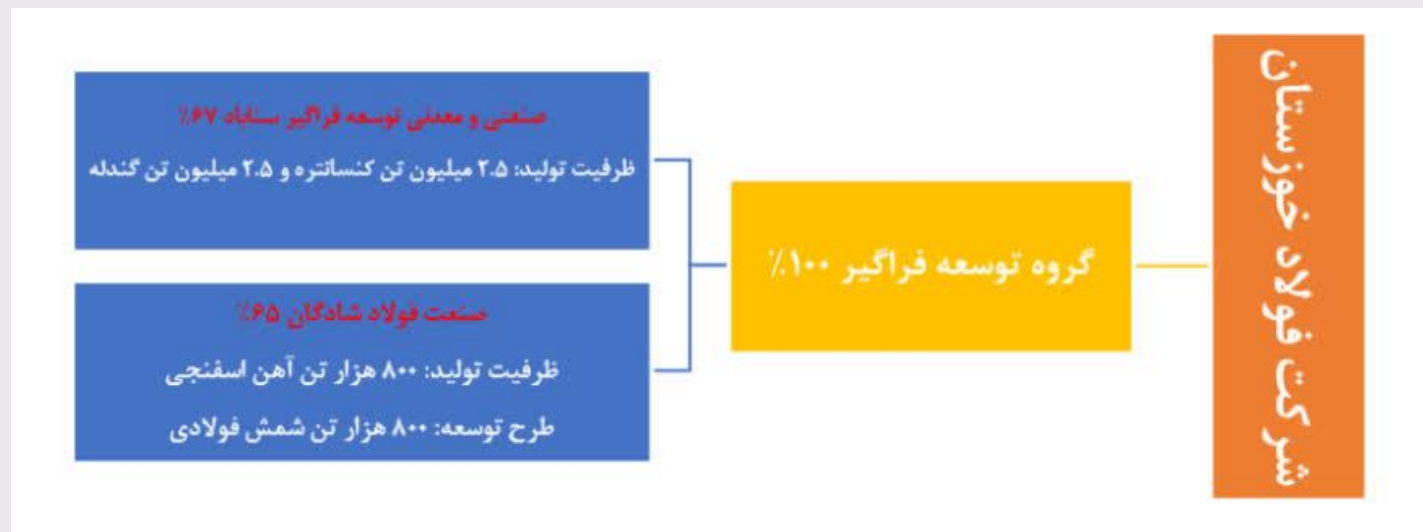 شرکت فولاد خوزستان
گروه توسعه فراگیر ۱۰۰٪
صنعتی و معدنی توسعه فراگیر سناباد ۶۷٪
ظرفیت تولید: ۲.۵ میلیون تن کنسانتره و ۲.۵ میلیون تن گندله
صنعت فولاد شادگان ۶۵٪
ظرفیت تولید: ۸۰۰ هزار تن آهن اسفنجی
طرح توسعه: ۸۰۰ هزار تن شمش فولادی